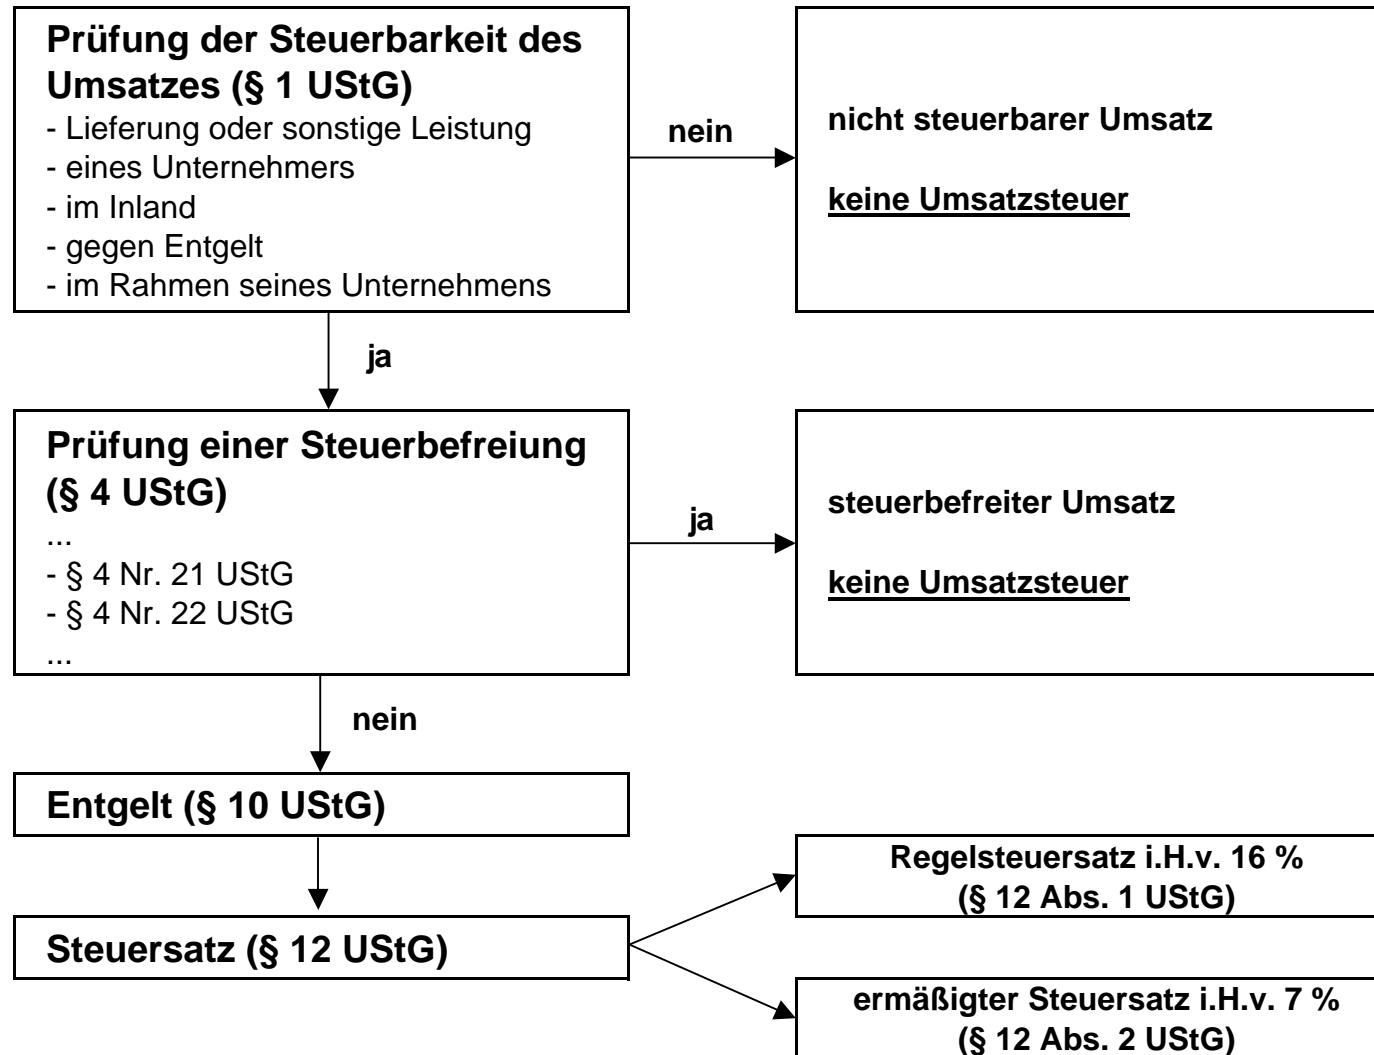 Prüfung der Steuerbarkeit des
Umsatzes (§ 1 UStG)
- Lieferung oder sonstige Leistung
- eines Unternehmers
- im Inland
- gegen Entgelt
- im Rahmen seines Unternehmens
nein
nicht steuerbarer Umsatz
keine Umsatzsteuer
ja
Prüfung einer Steuerbefreiung
(§ 4 UStG)
...
- § 4 Nr. 21 UStG
- § 4 Nr. 22 UStG
...
ja
steuerbefreiter Umsatz
keine Umsatzsteuer
nein
Entgelt (§ 10 UStG)
Steuersatz (§ 12 UStG)
Regelsteuersatz i.H.v. 16 %
(§ 12 Abs. 1 UStG)
ermäßigter Steuersatz i.H.v. 7 %
(§ 12 Abs. 2 UStG)